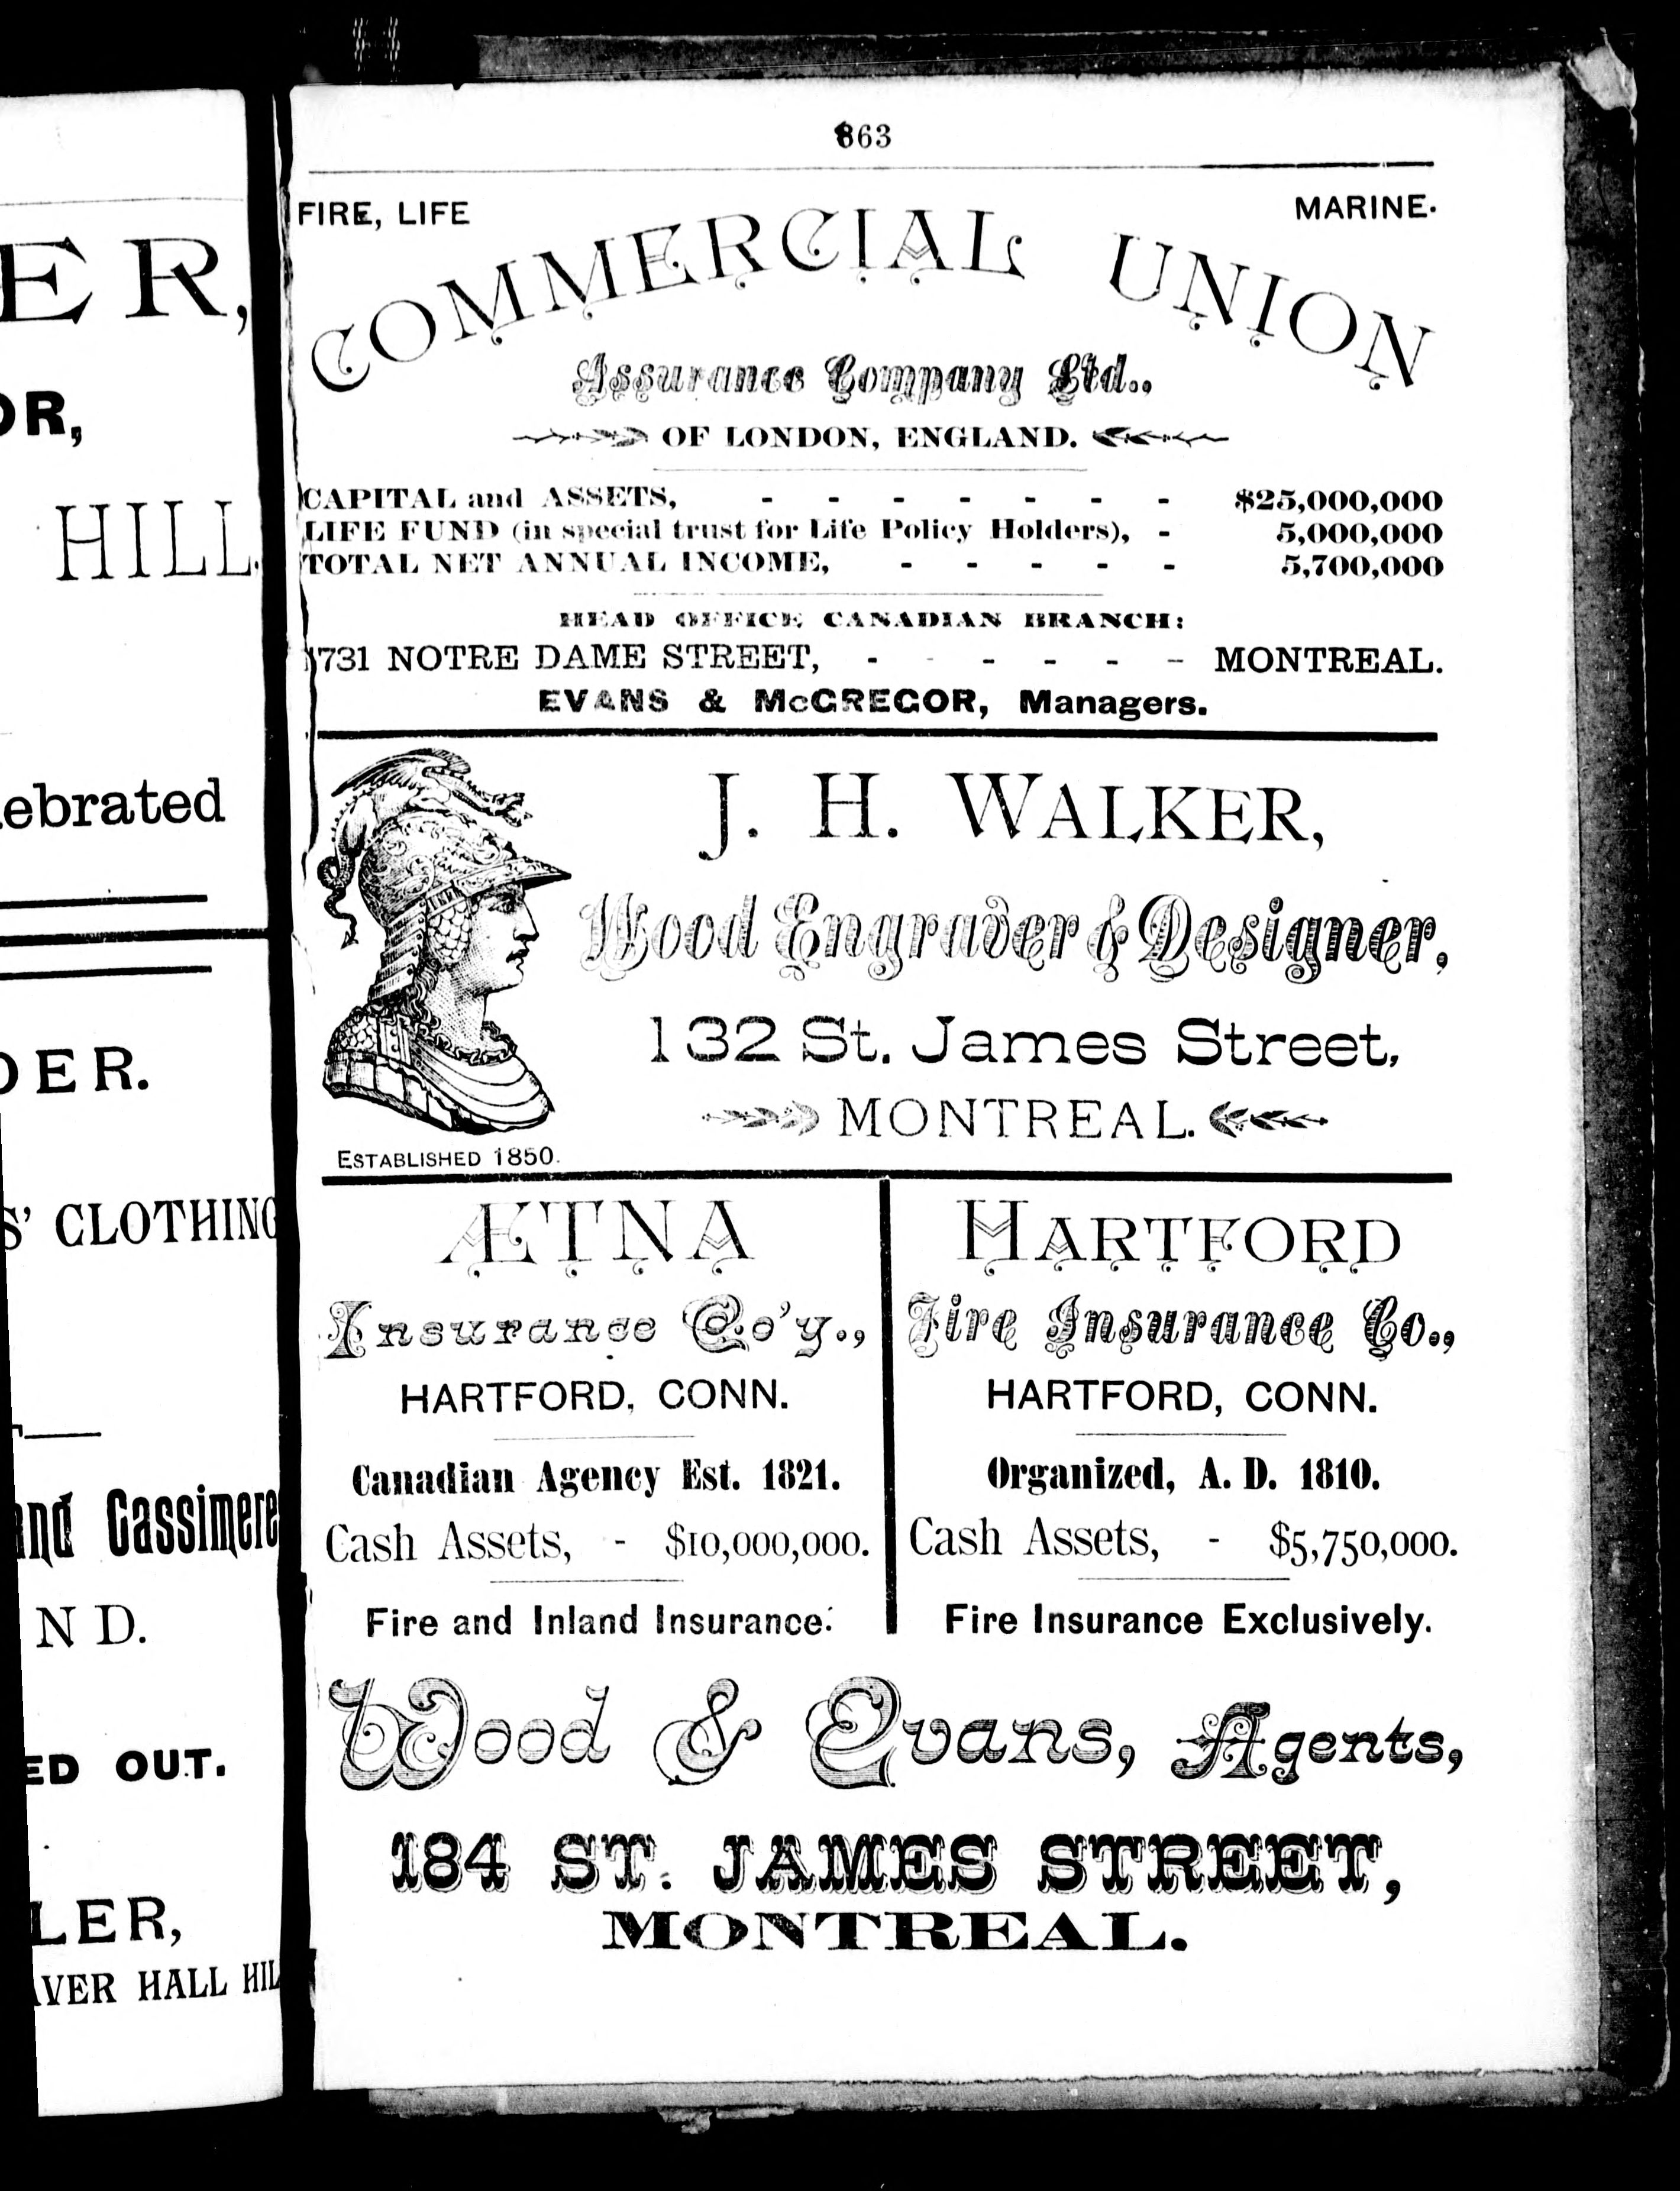 ER,
OR,
HILL.
ebrated
DER.
S' CLOTHING
and Cassimere
ND.
ED OUT.
LER,
AVER HALL HIL
863
FIRE, LIFE MARINE.
COMMERCIAL UNION
Assurance Company Ltd.,
OF LONDON, ENGLAND.
CAPITAL and ASSETS, - - - - - - - $25,000,000
LIFE FUND (in special trust for Life Policy Holders), - 5,000,000
TOTAL NET ANNUAL INCOME, - - - - - 5,700,000
HEAD OFFICE CANADIAN BRANCH:
1731 NOTRE DAME STREET, - - - - - - MONTREAL.
EVANS & McGREGOR, Managers.
J. H. WALKER,
Wood Engraver & Designer,
132 St. James Street,
MONTREAL.
ESTABLISHED 1850.
ÆTNA
Insurance Co'y.,
HARTFORD, CONN.
Canadian Agency Est. 1821.
Cash Assets, - $10,000,000.
Fire and Inland Insurance.
HARTFORD
Fire Insurance Co.,
HARTFORD, CONN.
Organized, A. D. 1810.
Cash Assets, - $5,750,000.
Fire Insurance Exclusively.
Wood & Evans, Agents,
184 ST. JAMES STREET,
MONTREAL.